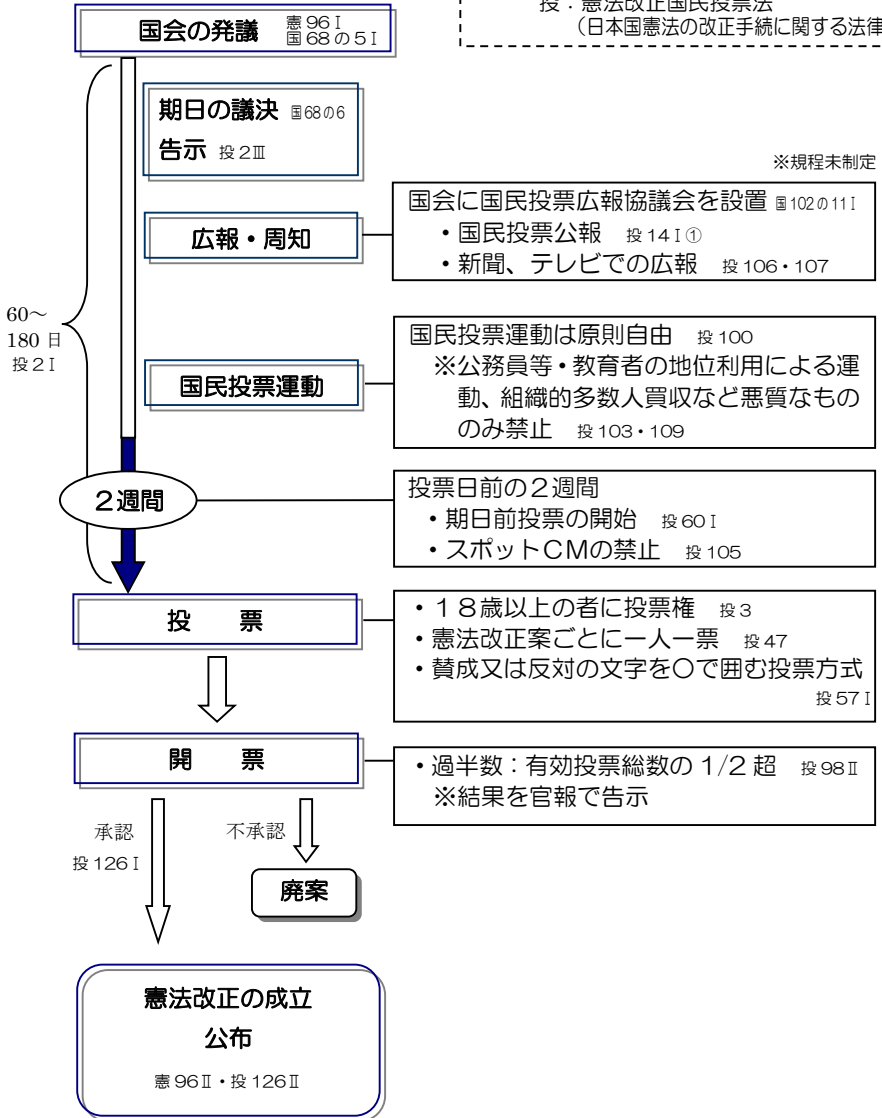 投：憲法改正国民投票法
（日本国憲法の改正手続に関する法律
国会の発議 憲96Ⅰ
国68の5Ⅰ
期日の議決 国68の6
告示 投2Ⅲ
※規程未制定
広報・周知
国会に国民投票広報協議会を設置 国102の11Ⅰ
・国民投票公報 投14Ⅰ①
・新聞、テレビでの広報 投106・107
60～
180日
投2Ⅰ
国民投票運動
国民投票運動は原則自由 投100
※公務員等・教育者の地位利用による運
動、組織的多数人買収など悪質なもの
のみ禁止 投103・109
２週間
投票日前の２週間
・期日前投票の開始 投60Ⅰ
・スポットＣＭの禁止 投105
投 票
・１８歳以上の者に投票権 投3
・憲法改正案ごとに一人一票 投47
・賛成又は反対の文字を〇で囲む投票方式
投57Ⅰ
開 票
・過半数：有効投票総数の1/2超 投98Ⅱ
※結果を官報で告示
承認
投126Ⅰ
不承認
廃案
憲法改正の成立
公布
憲96Ⅱ・投126Ⅱ